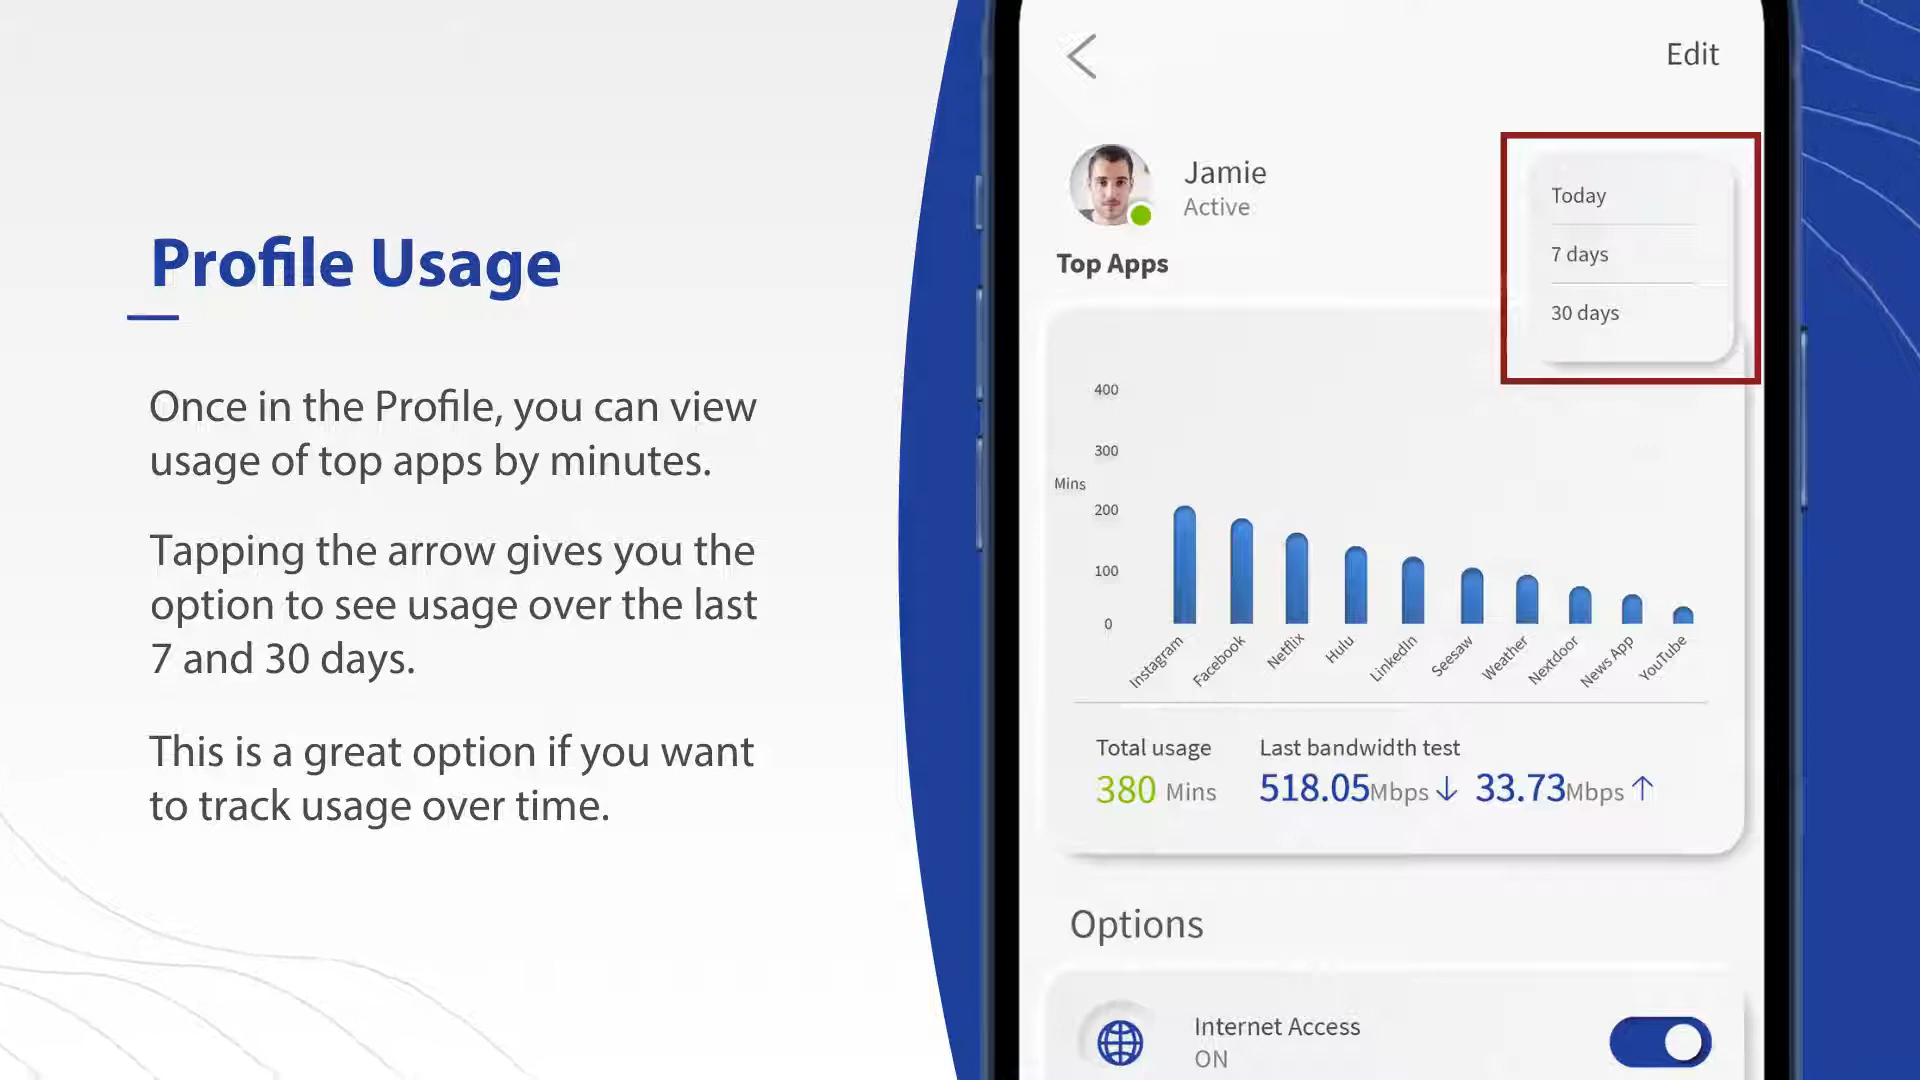 Profile Usage
Once in the Profile, you can view
usage of top apps by minutes.
Tapping the arrow gives you the
option to see usage over the last
7 and 30 days.
This is a great option if you want
to track usage over time.
Edit
Jamie
Active
Top Apps
Today
7 days
30 days
400
300
Mins
200
100
0
Instagram
Facebook
Netflix
Hulu
LinkedIn
Seesaw
Weather
Nextdoor
News App
YouTube
Total usage
380 Mins
Last bandwidth test
518.05Mbps ↓ 33.73Mbps ↑
Options
Internet Access
ON